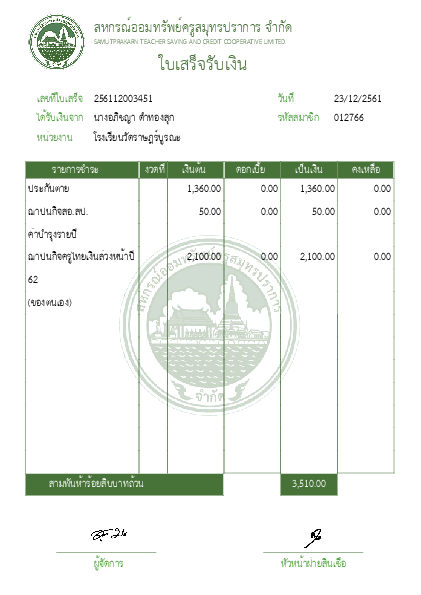 สหกรณ์ออมทรัพย์ครูสมุทรปราการ จำกัด
SAMUTPRAKARN TEACHER SAVING AND CREDIT COOPERATIVE LIMITED.
ใบเสร็จรับเงิน
เลขที่ใบเสร็จ 256112003451 วันที่ 23/12/2561
ได้รับเงินจาก นางอภิชญา ดำทองสุก รหัสสมาชิก 012766
หน่วยงาน โรงเรียนวัดราษฎร์บูรณะ
รายการชำระ งวดที่ เงินต้น ดอกเบี้ย เป็นเงิน คงเหลือ
ประกันตาย 1,360.00 0.00 1,360.00 0.00
ฌาปนกิจสอ.สป. 50.00 0.00 50.00 0.00
ค่าบำรุงรายปี
ฌาปนกิจครูไทยเงินล่วงหน้าปี 2,100.00 0.00 2,100.00 0.00
62
(ของตนเอง)
สหกรณ์ออมทรัพย์ครูสมุทรปราการ
จำกัด
สามพันห้าร้อยสิบบาทถ้วน 3,510.00
ผู้จัดการ หัวหน้าฝ่ายสินเชื่อ